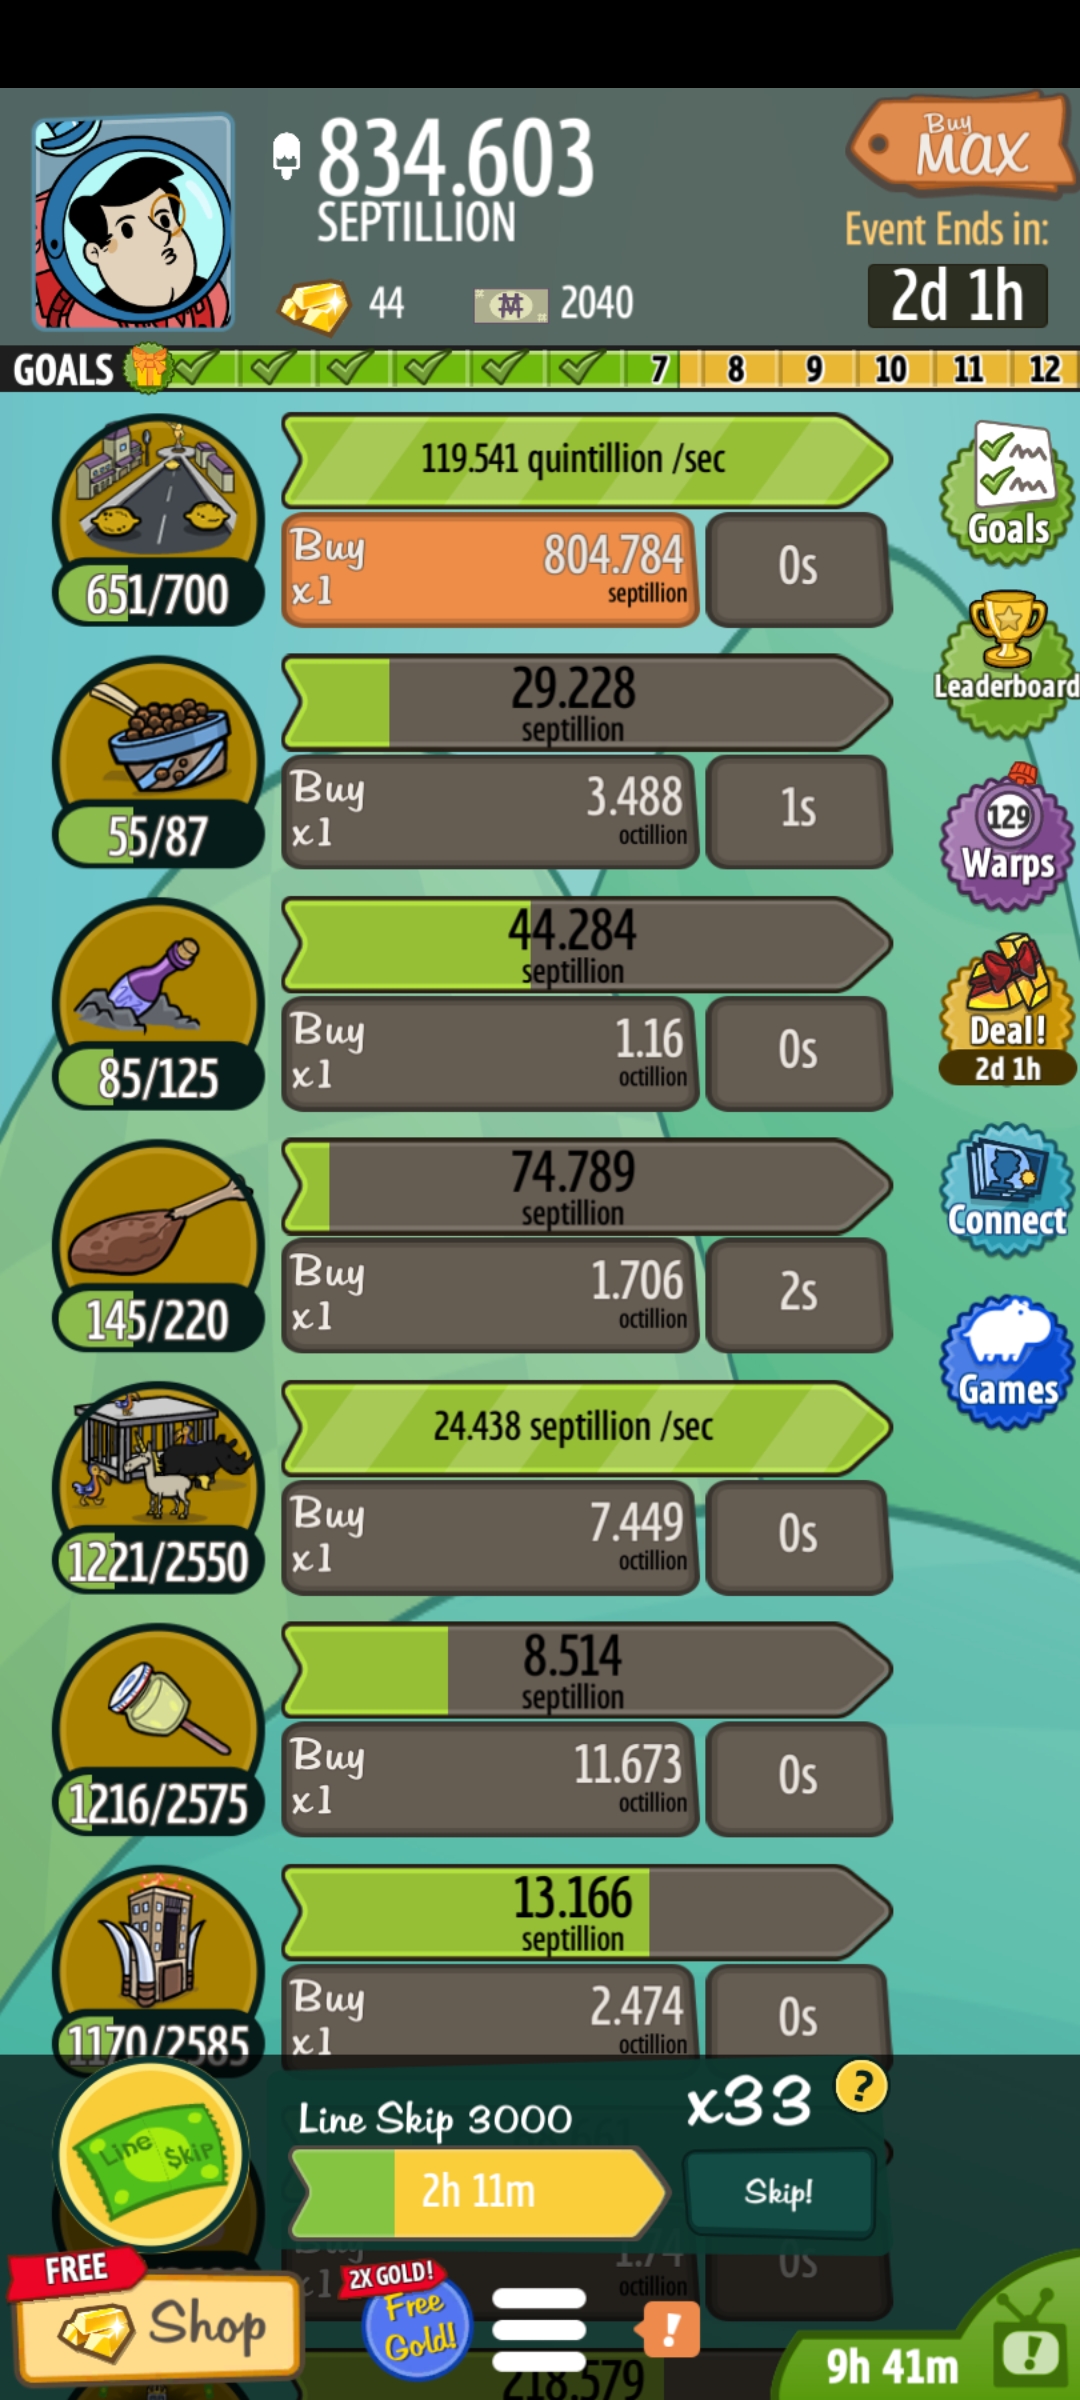 834.603
SEPTILLION
Buy
MAX
Event Ends in:
44
2040
2d 1h
GOALS
7 8 9 10 11 12
119.541 quintillion /sec
Buy
x1
804.784
septillion
0s
651/700
Goals
Leaderboard
29.228
septillion
Buy
x1
3.488
octillion
1s
55/87
129
Warps
44.284
septillion
Buy
x1
1.16
octillion
0s
85/125
Deal!
2d 1h
74.789
septillion
Buy
x1
1.706
octillion
2s
145/220
Connect
24.438 septillion /sec
Buy
x1
7.449
octillion
0s
1221/2550
Games
8.514
septillion
Buy
x1
11.673
octillion
0s
1216/2575
13.166
septillion
Buy
x1
2.474
octillion
0s
1170/2585
Line Skip
Line Skip 3000
x33
?
2h 11m
Skip!
Buy
x1
1.74
octillion
0s
FREE
Shop
2X GOLD!
Free
Gold!
!
218.579
9h 41m
!